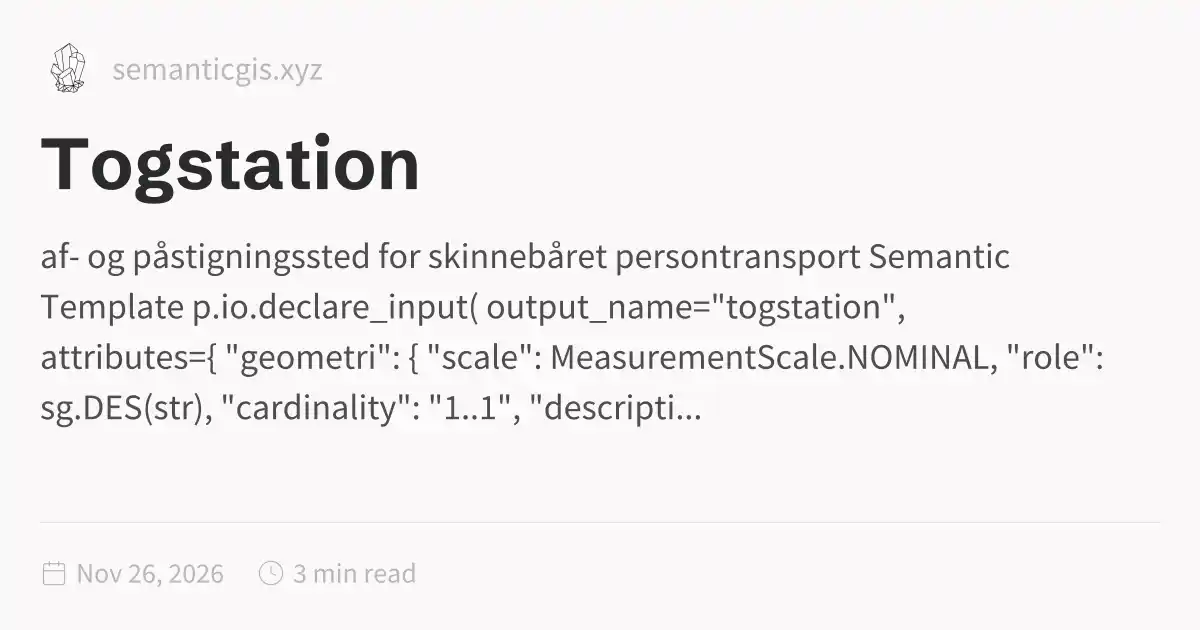 semanticgis.xyz
Togstation
af- og påstigningssted for skinnebåret persontransport Semantic
Template p.io.declare_input( output_name="togstation",
attributes={ "geometri": { "scale": MeasurementScale.NOMINAL, "role":
sg.DES(str), "cardinality": "1..1", "descripti...
Nov 26, 2026 3 min read